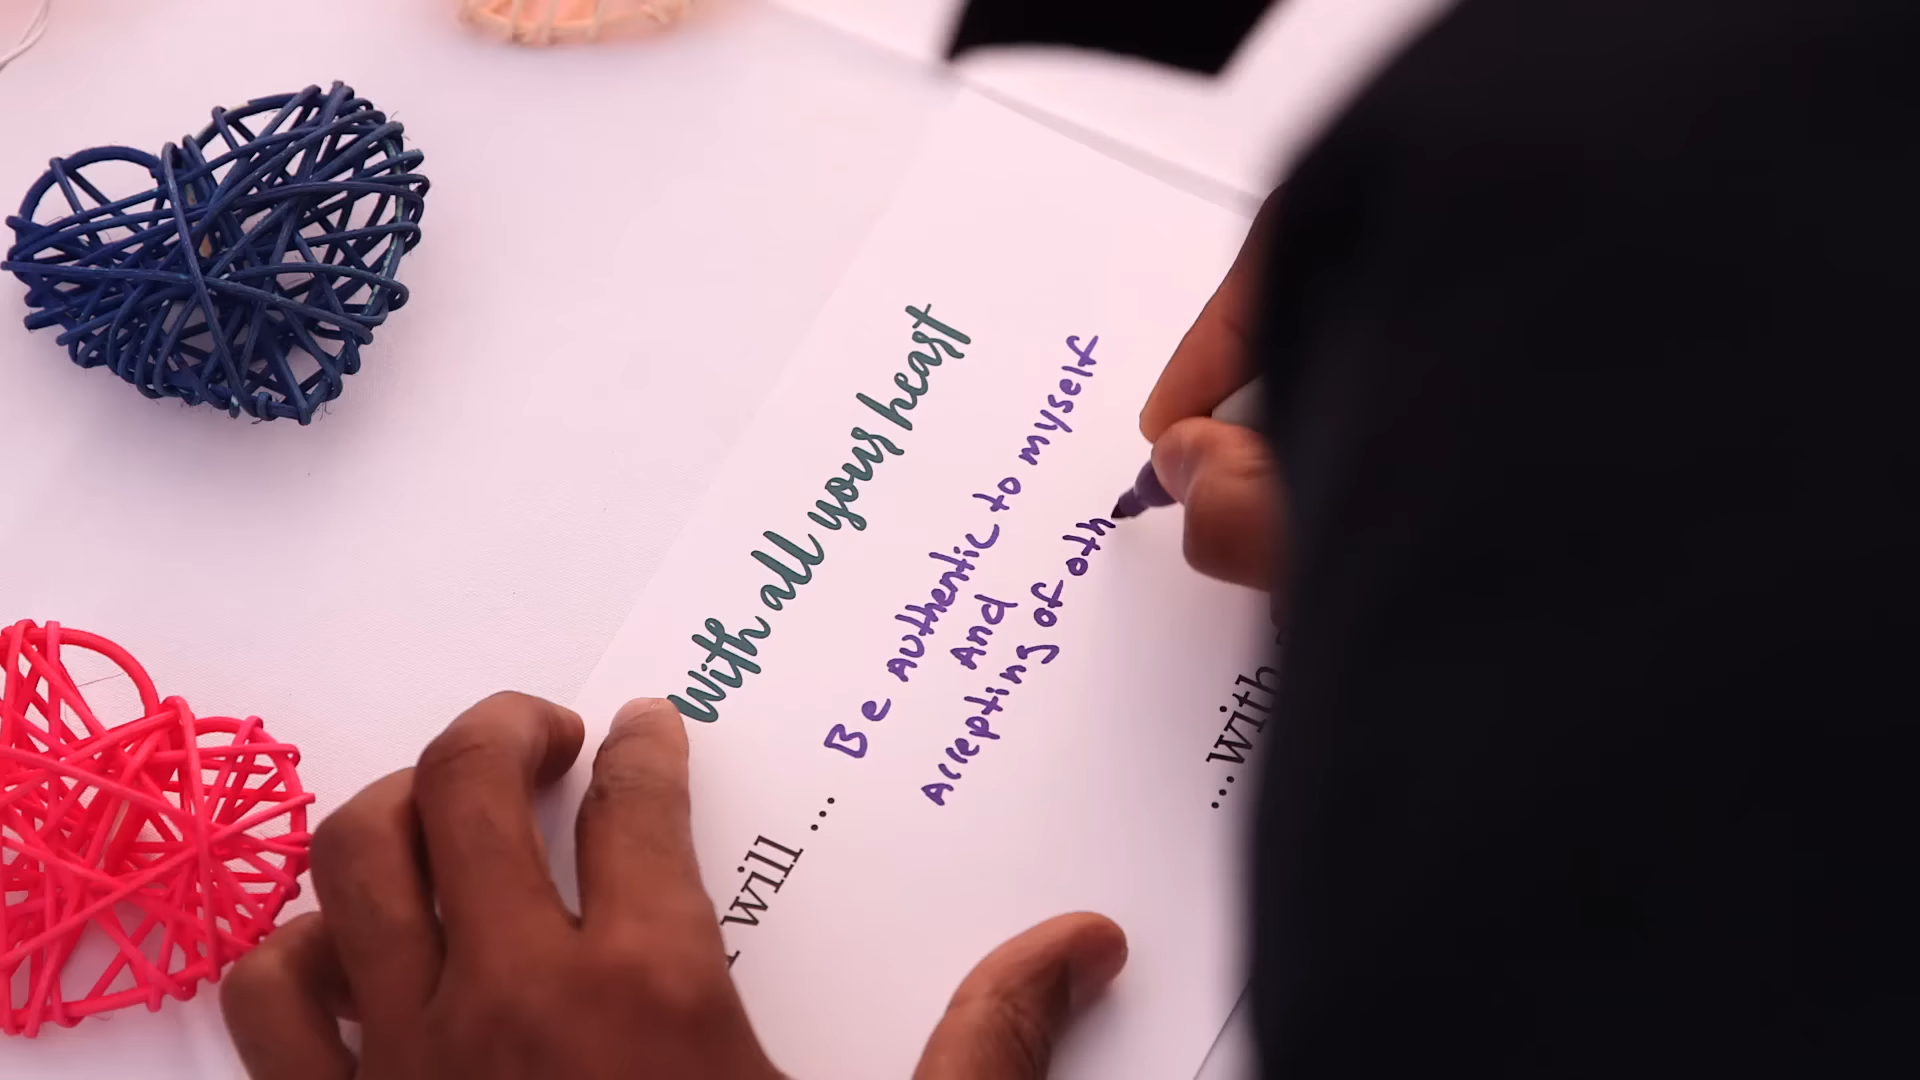 With all your heart
I will ...
Be Authentic to myself
And
Accepting of oth
...with